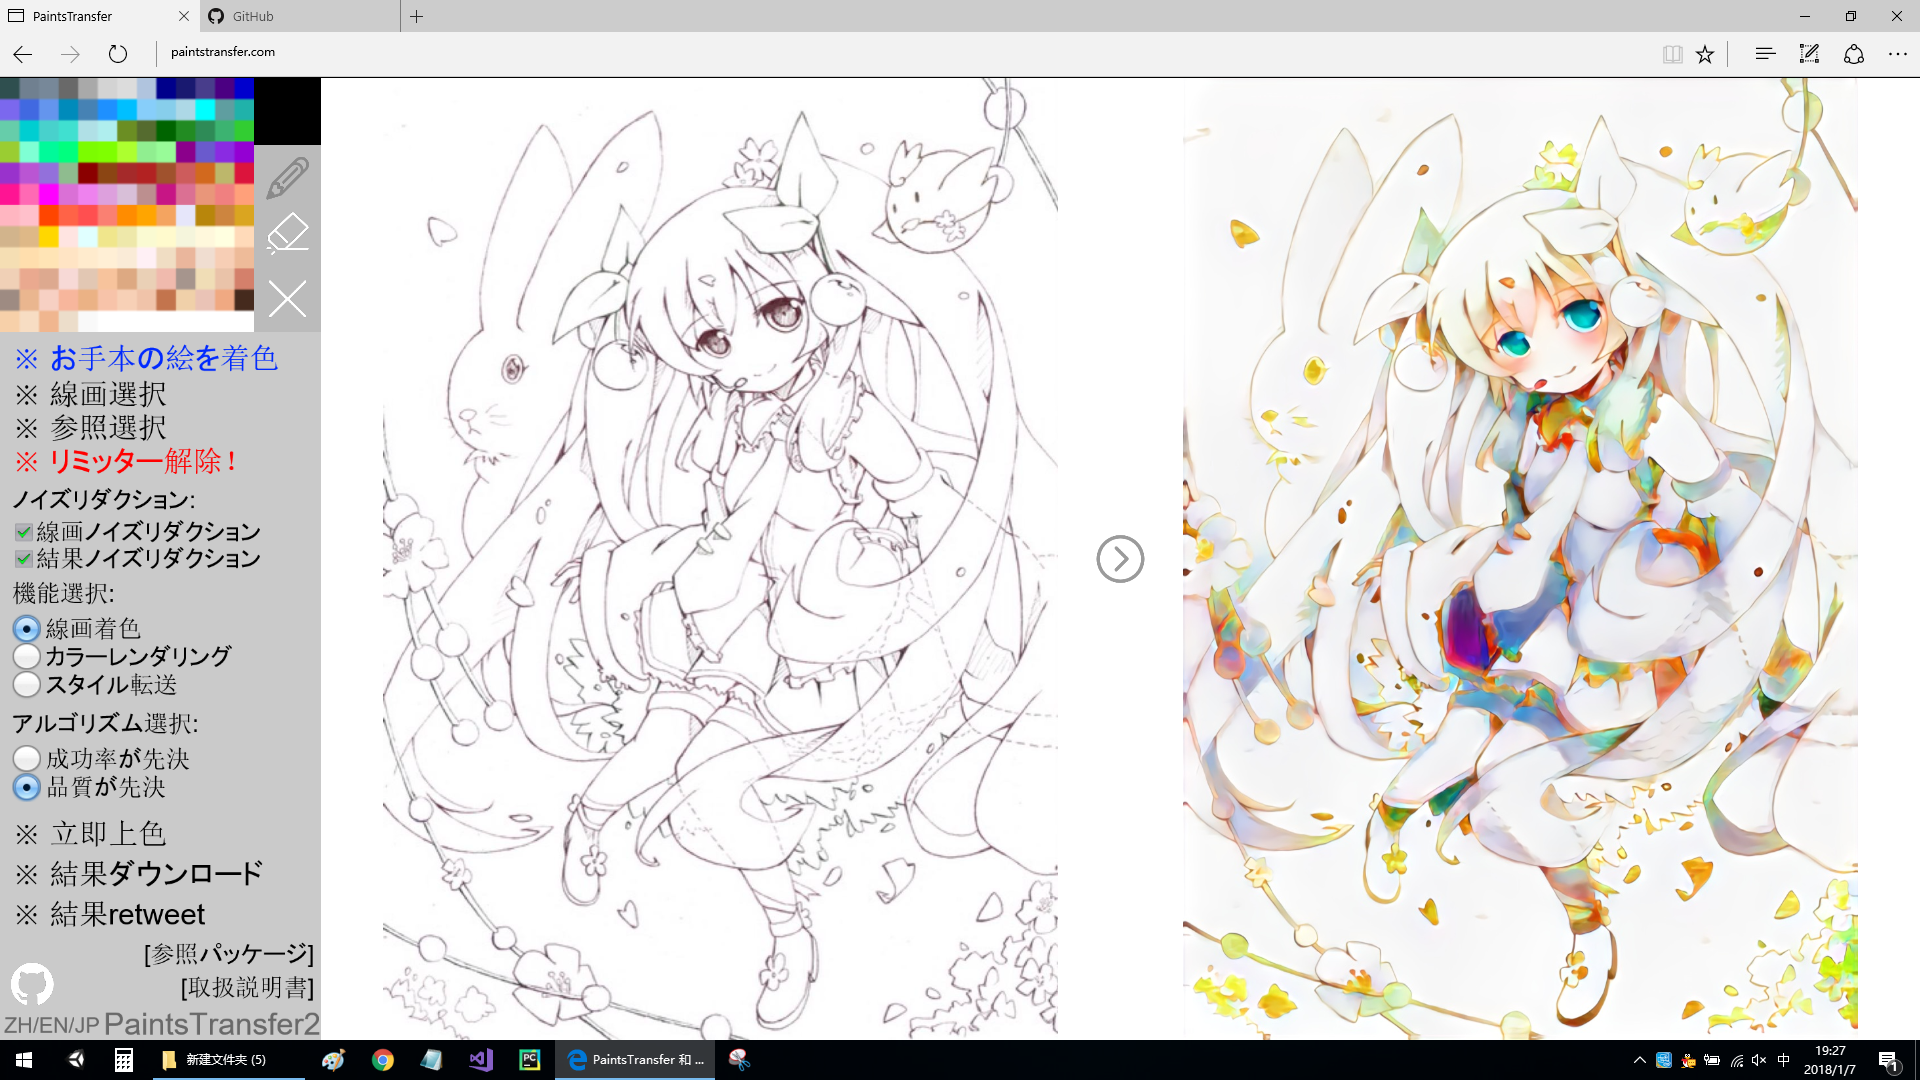 PaintsTransfer
GitHub
paintstransfer.com
※ お手本の絵を着色
※ 線画選択
※ 参照選択
※ リミッター解除！
ノイズリダクション:
線画ノイズリダクション
結果ノイズリダクション
機能選択:
線画着色
カラーレンダリング
スタイル転送
アルゴリズム選択:
成功率が先決
品質が先決
※ 立即上色
※ 結果ダウンロード
※ 結果retweet
[参照パッケージ]
[取扱説明書]
ZH/EN/JP PaintsTransfer2
新建文件夹 (5)
PC
PaintsTransfer 和 ...
中
19:27
2018/1/7
1